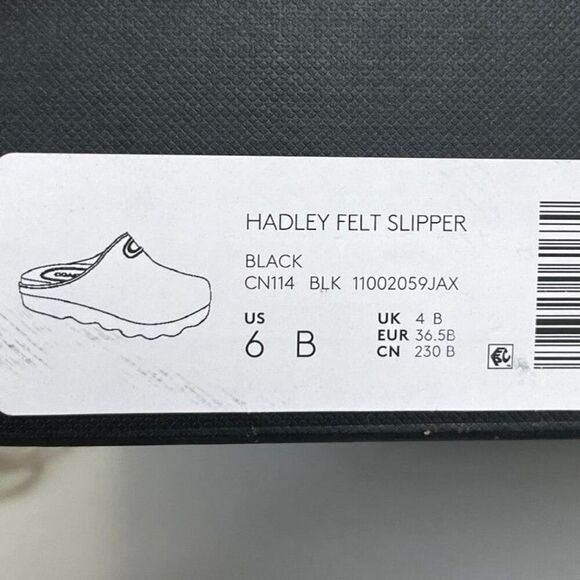 HADLEY FELT SLIPPER
BLACK
CN114 BLK 11002059JAX
US
6 B
UK 4 B
EUR 36.5B
CN 230 B